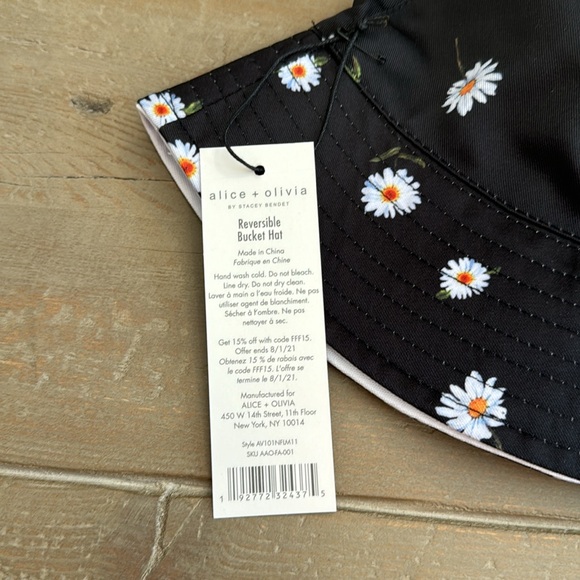 alice + olivia
BY STACEY BENDET
Reversible
Bucket Hat
Made in China
Fabriqué en Chine
Hand wash cold. Do not bleach.
Line dry. Do not dry clean.
Laver à main a l'eau froide. Ne pas
utiliser agent de blanchiment.
Sécher à l'ombre. Ne pas
nettoyer à sec.
Get 15% off with code FFF15.
Offer ends 8/1/21
Obtenez 15 % de rabais avec
le code FFF15. L'offre se
termine le 8/1/21.
Manufactured for
ALICE + OLIVIA
450 W 14th Street, 11th Floor
New York, NY 10014
Style AV101NFLM11
SKU AAO-FA-001
1 92772 32437 5